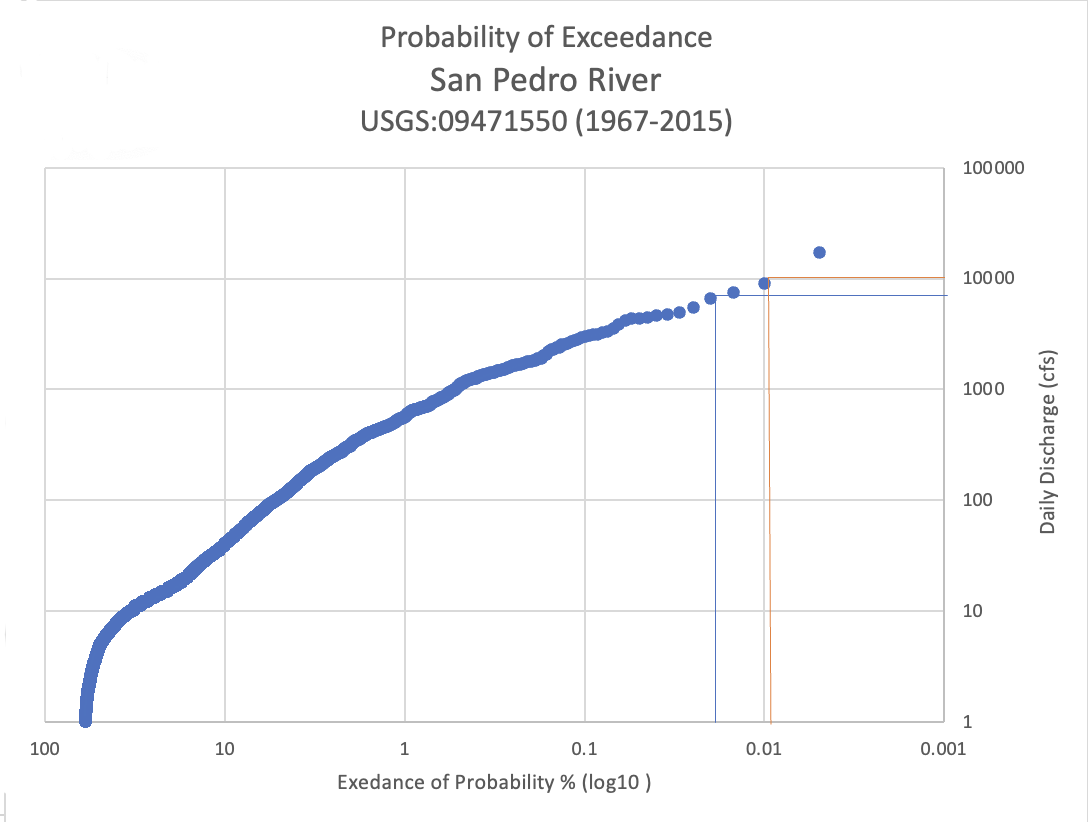 Probability of Exceedance
San Pedro River
USGS:09471550 (1967-2015)
100000
10000
1000
100
10
1
Daily Discharge (cfs)
100
10
1
0.1
0.01
0.001
Exedance of Probability % (log10 )